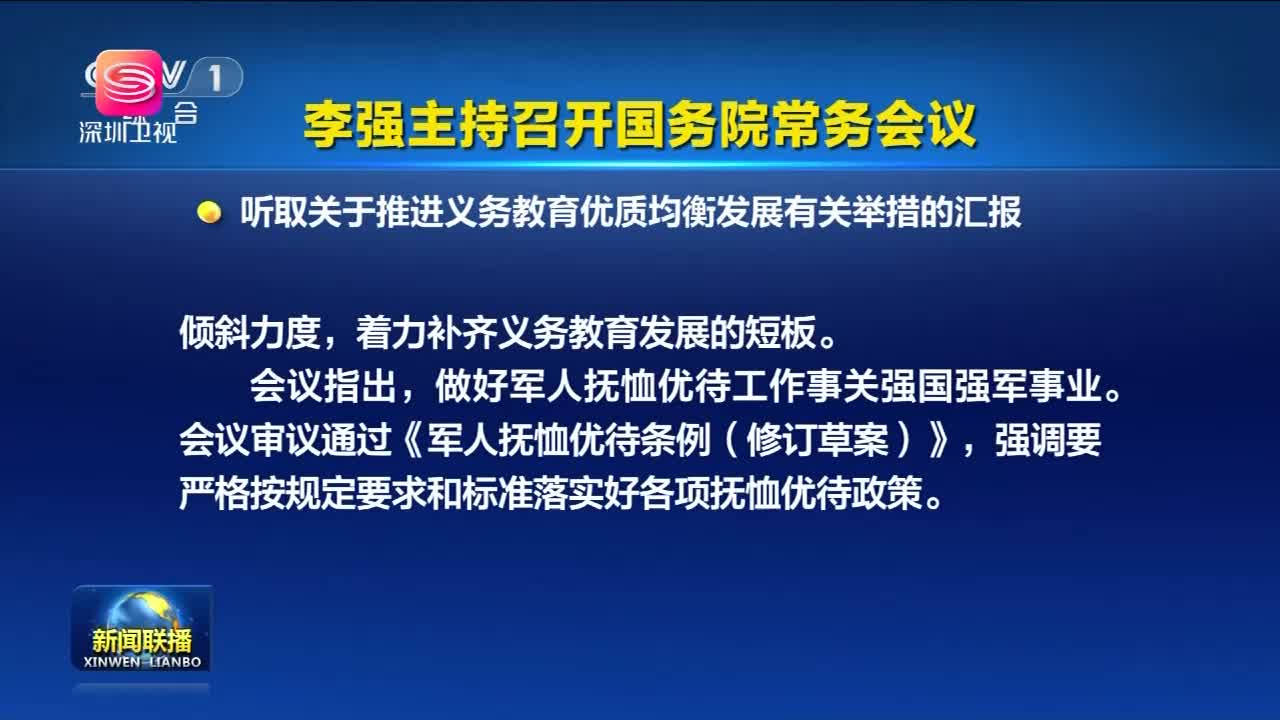 1
合
深圳卫视
李强主持召开国务院常务会议
听取关于推进义务教育优质均衡发展有关举措的汇报
倾斜力度，着力补齐义务教育发展的短板。
会议指出，做好军人抚恤优待工作事关强国强军事业。
会议审议通过《军人抚恤优待条例（修订草案）》，强调要
严格按规定要求和标准落实好各项抚恤优待政策。
新闻联播
XINWEN-LIANBO